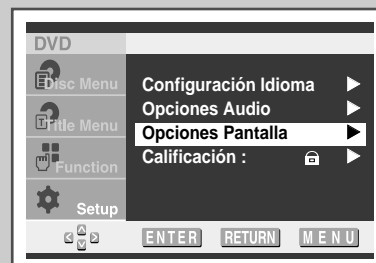 DVD
Disc Menu
Title Menu
Function
Setup
Configuración Idioma
Opciones Audio
Opciones Pantalla
Calificación :
ENTER RETURN MENU